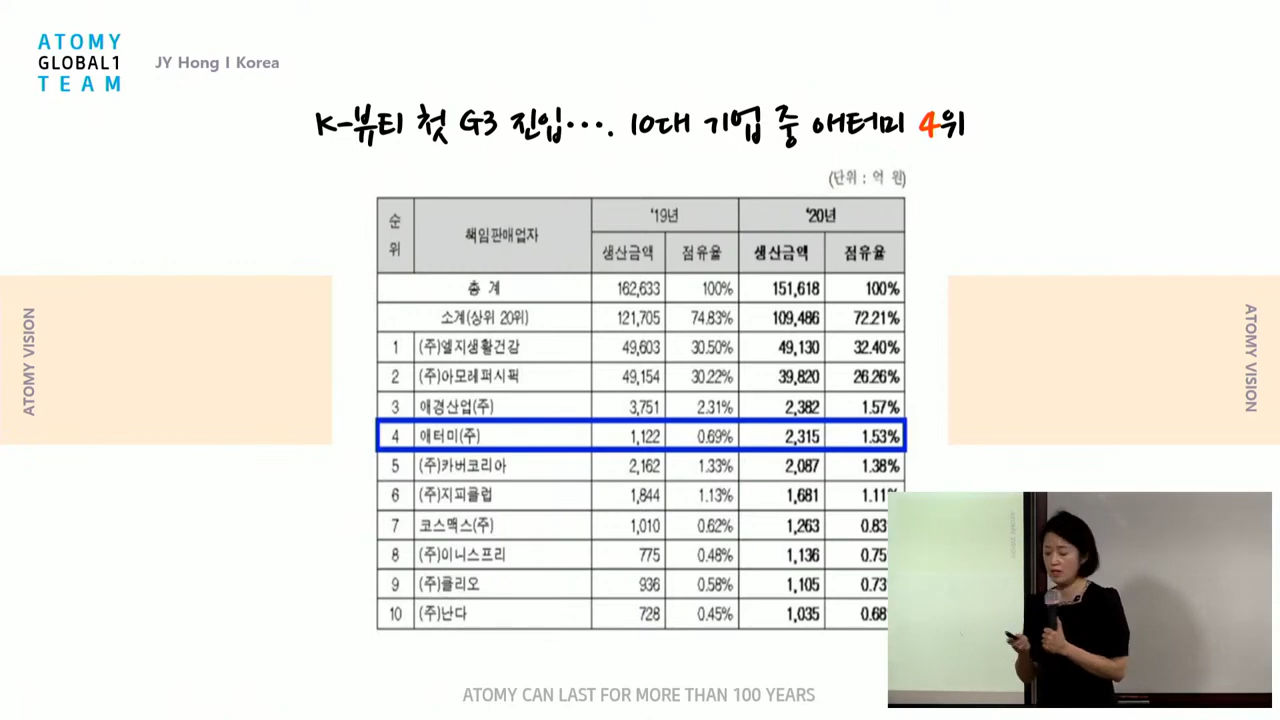 ATOMY
GLOBAL1
TEAM
JY Hong I Korea
K-뷰티 첫 G3 진입···. 10대 기업 중 애터미 4위
(단위 : 억 원)
순위 책임판매업자 '19년 '20년
생산금액 점유율 생산금액 점유율
총 계 162,633 100% 151,618 100%
소계(상위 20위) 121,705 74.83% 109,486 72.21%
1 (주)엘지생활건강 49,603 30.50% 49,130 32.40%
2 (주)아모레퍼시픽 49,154 30.22% 39,820 26.26%
3 애경산업(주) 3,751 2.31% 2,382 1.57%
4 애터미(주) 1,122 0.69% 2,315 1.53%
5 (주)카버코리아 2,162 1.33% 2,087 1.38%
6 (주)지피클럽 1,844 1.13% 1,681 1.11%
7 코스맥스(주) 1,010 0.62% 1,263 0.83
8 (주)이니스프리 775 0.48% 1,136 0.75
9 (주)클리오 936 0.58% 1,105 0.73
10 (주)난다 728 0.45% 1,035 0.68
ATOMY VISION
ATOMY VISION
ATOMY CAN LAST FOR MORE THAN 100 YEARS